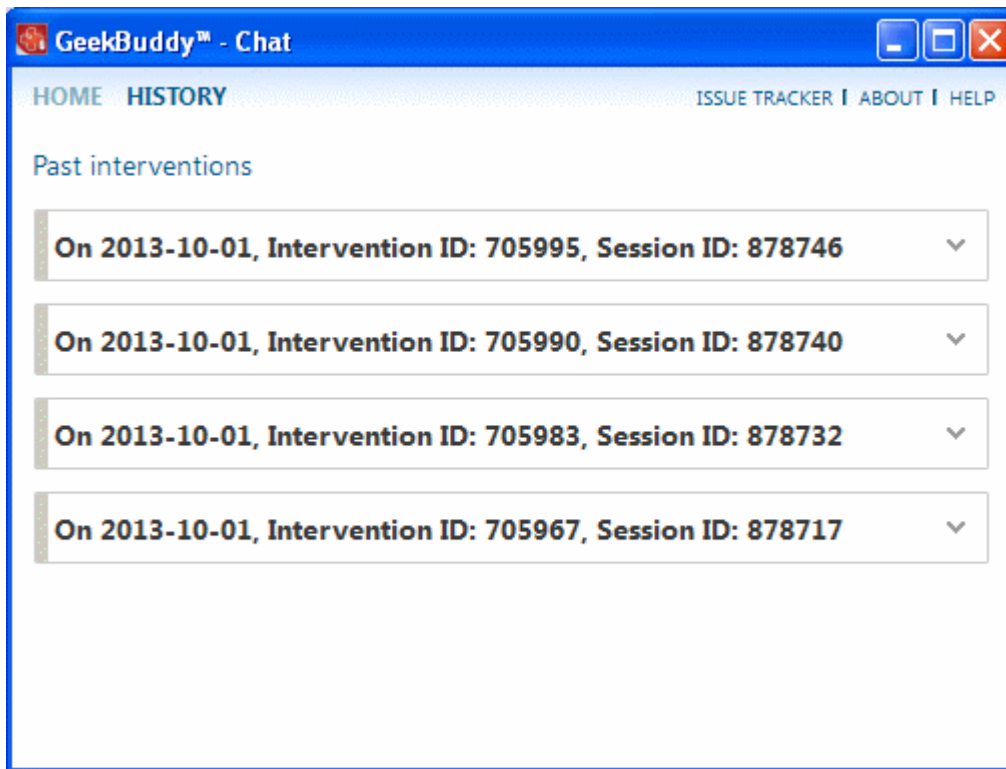 GeekBuddy™ - Chat
HOME HISTORY ISSUE TRACKER | ABOUT | HELP
Past interventions
On 2013-10-01, Intervention ID: 705995, Session ID: 878746
On 2013-10-01, Intervention ID: 705990, Session ID: 878740
On 2013-10-01, Intervention ID: 705983, Session ID: 878732
On 2013-10-01, Intervention ID: 705967, Session ID: 878717